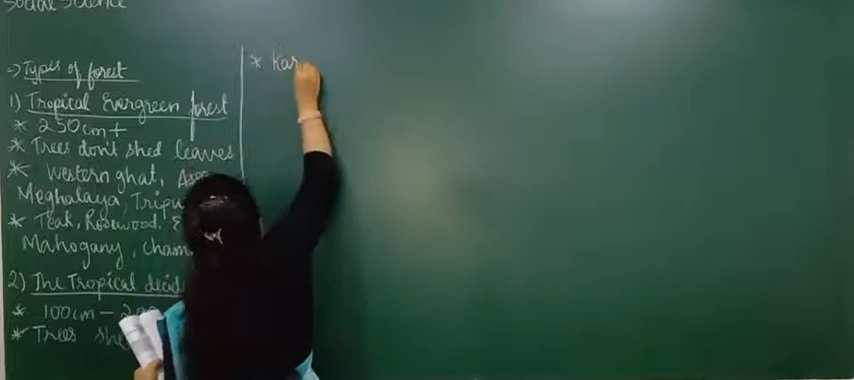 Social Science
→ Types of forest
1) Tropical Evergreen forest
* 250cm+
* Trees don't shed leaves
* Western ghat,
Meghalaya, Tripu
* Teak, Rosewood.
Mahogany, cham
2) The Tropical decid
* 100cm - 200
* Trees she
* Kar